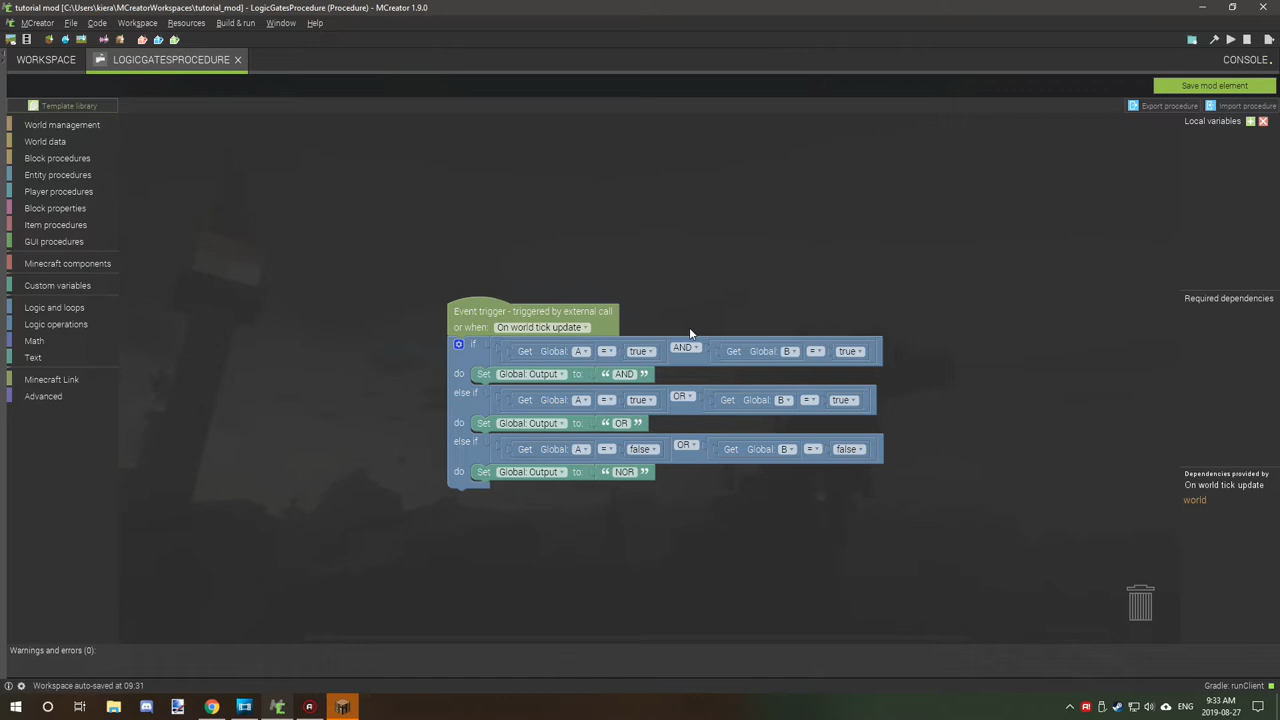 tutorial mod [C:\Users\kiera\MCreatorWorkspaces\tutorial_mod] - LogicGatesProcedure (Procedure) - MCreator 1.9.0
MCreator File Code Workspace Resources Build & run Window Help
WORKSPACE LOGICGATESPROCEDURE CONSOLE
Save mod element
Template library Export procedure Import procedure
World management Local variables
World data
Block procedures
Entity procedures
Player procedures
Block properties
Item procedures
GUI procedures
Minecraft components
Custom variables
Logic and loops
Logic operations
Math
Text
Minecraft Link
Advanced
Event trigger - triggered by external call
or when: On world tick update
if Get Global: A = true AND Get Global: B = true
do Set Global: Output to: “ AND ”
else if Get Global: A = true OR Get Global: B = true
do Set Global: Output to: “ OR ”
else if Get Global: A = false OR Get Global: B = false
do Set Global: Output to: “ NOR ”
Required dependencies
Dependencies provided by
On world tick update
world
Warnings and errors (0):
Workspace auto-saved at 09:31 Gradle: runClient
ENG 9:33 AM
2019-08-27